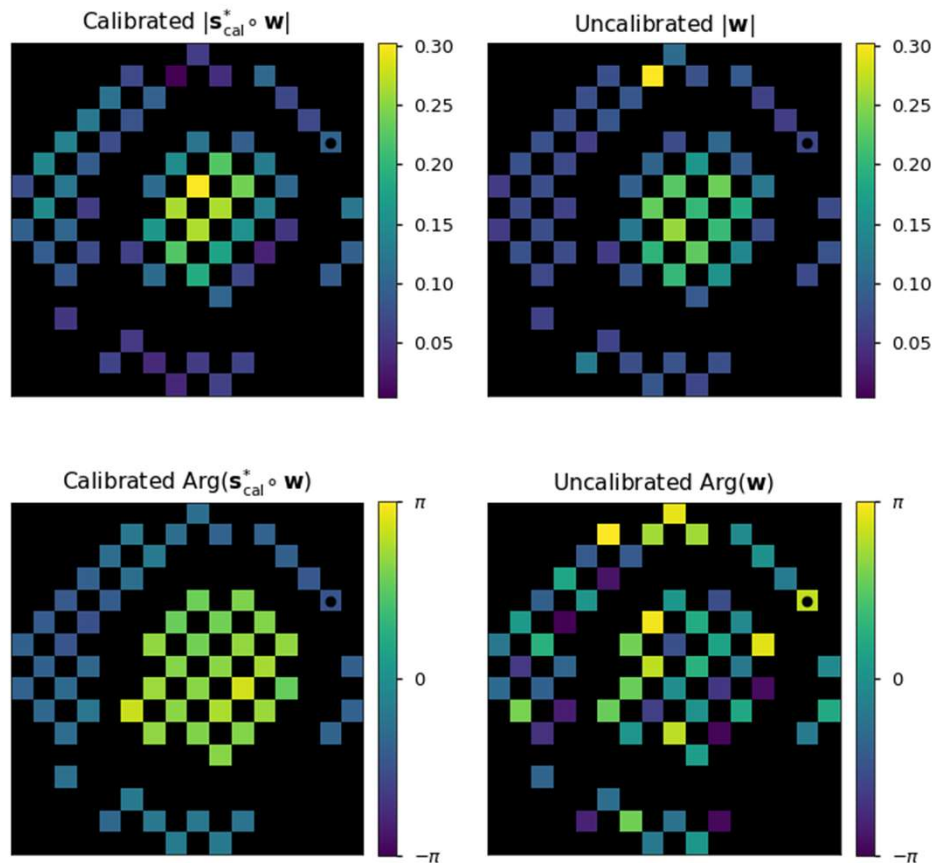 Calibrated |s*cal ∘ w|
Uncalibrated |w|
0.30
0.25
0.20
0.15
0.10
0.05
0.30
0.25
0.20
0.15
0.10
0.05
Calibrated Arg(s*cal ∘ w)
Uncalibrated Arg(w)
π
0
−π
π
0
−π